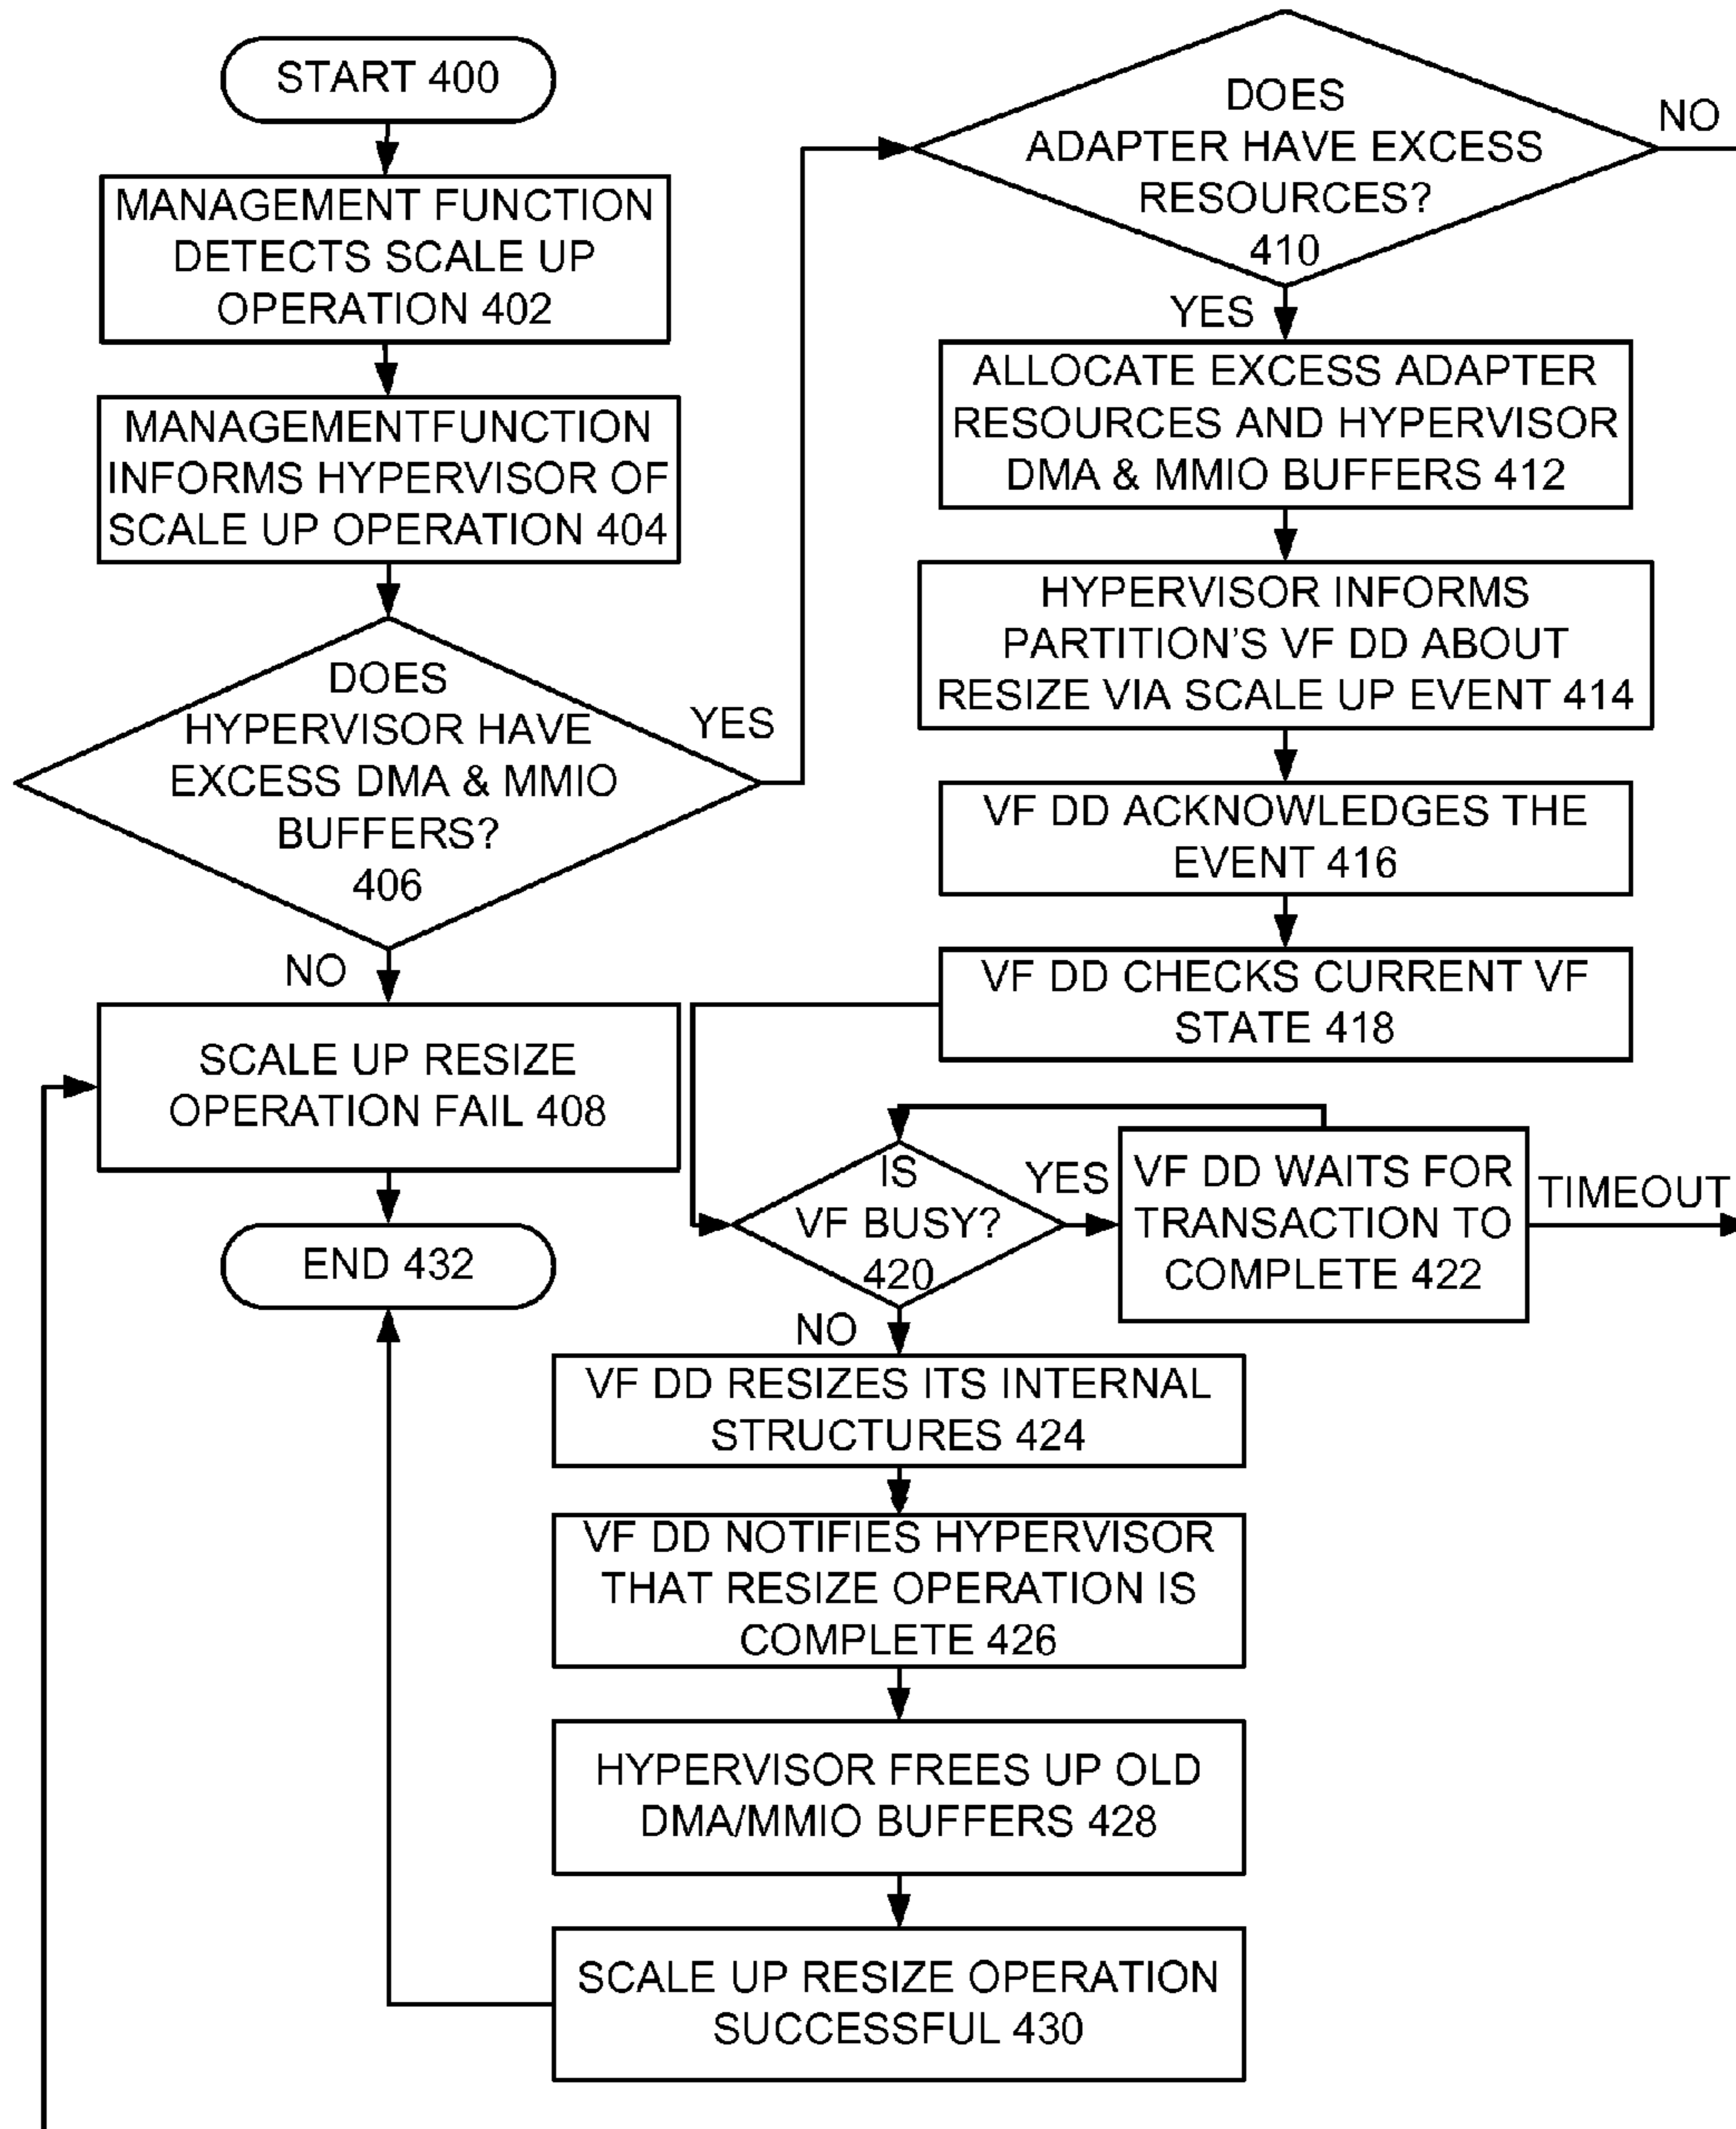 START 400
MANAGEMENT FUNCTION
DETECTS SCALE UP
OPERATION 402
MANAGEMENTFUNCTION
INFORMS HYPERVISOR OF
SCALE UP OPERATION 404
DOES
HYPERVISOR HAVE
EXCESS DMA & MMIO
BUFFERS?
406
YES
NO
SCALE UP RESIZE
OPERATION FAIL 408
END 432
DOES
ADAPTER HAVE EXCESS
RESOURCES?
410
NO
YES
ALLOCATE EXCESS ADAPTER
RESOURCES AND HYPERVISOR
DMA & MMIO BUFFERS 412
HYPERVISOR INFORMS
PARTITION'S VF DD ABOUT
RESIZE VIA SCALE UP EVENT 414
VF DD ACKNOWLEDGES THE
EVENT 416
VF DD CHECKS CURRENT VF
STATE 418
IS
VF BUSY?
420
YES
VF DD WAITS FOR
TRANSACTION TO
COMPLETE 422
TIMEOUT
NO
VF DD RESIZES ITS INTERNAL
STRUCTURES 424
VF DD NOTIFIES HYPERVISOR
THAT RESIZE OPERATION IS
COMPLETE 426
HYPERVISOR FREES UP OLD
DMA/MMIO BUFFERS 428
SCALE UP RESIZE OPERATION
SUCCESSFUL 430